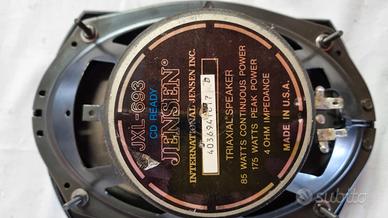 JXL-693
CD READY
JENSEN®
INTERNATIONAL JENSEN INC.
TRIAXIAL® SPEAKER
85 WATTS CONTINUOUS POWER
175 WATTS PEAK POWER
4 OHM IMPEDANCE
MADE IN U.S.A.
subito